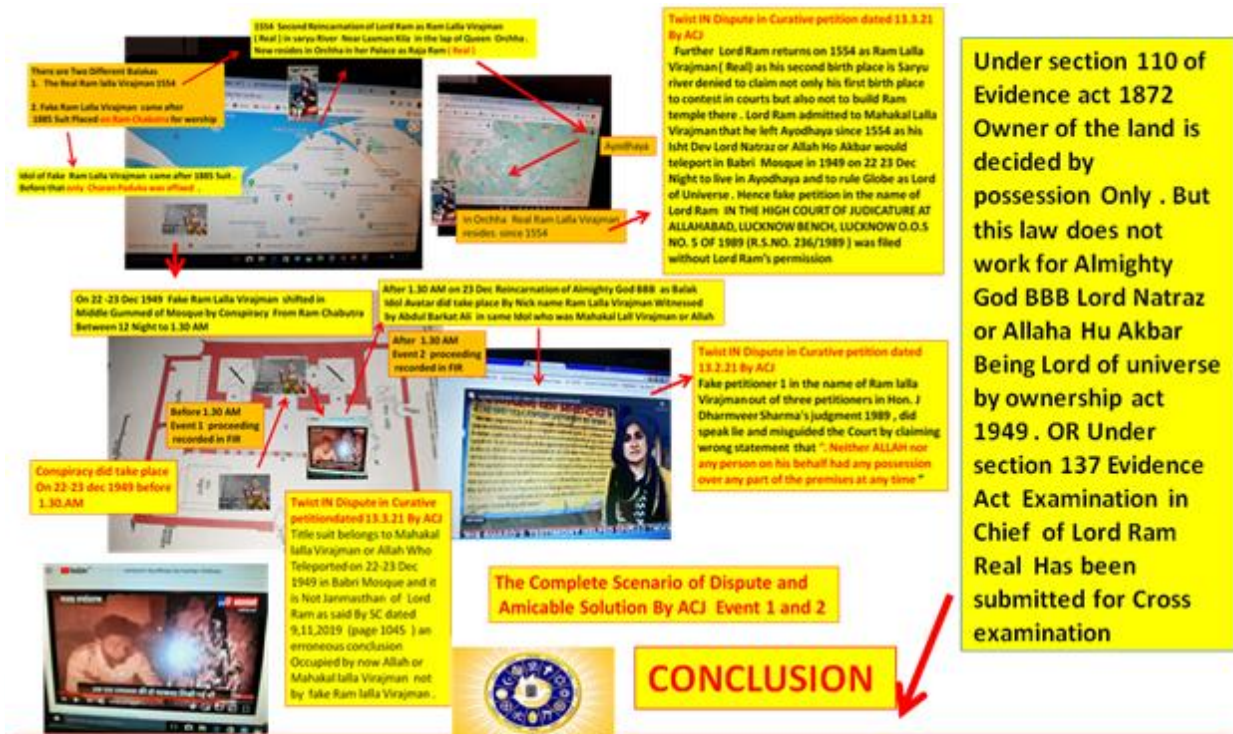 1554 Second Reincarnation of Lord Ram as Ram Lalla Virajman
( Real ) in saryu River Near Laxman Kila in the lap of Queen Orchha .
Now resides in Orchha in her Palace as Raja Ram ( Real )
There are Two Different Balakas
1. The Real Ram lalla Virajman 1554
2. Fake Ram Lalla Virajman came after
1885 Suit Placed on Ram Chabutra for worship
Idol of Fake Ram Lalla Virajman came after 1885 Suit .
Before that only Charan Paduka was offised .
Ayodhaya
In Orchha Real Ram Lalla Virajman
resides since 1554
Twist IN Dispute in Curative petition dated 13.3.21
By ACJ
Further Lord Ram returns on 1554 as Ram Lalla
Virajman ( Real) as his second birth place is Saryu
river denied to claim not only his first birth place
to contest in courts but also not to build Ram
temple there . Lord Ram admitted to Mahakal Lalla
Virajman that he left Ayodhaya since 1554 as his
Isht Dev Lord Natraz or Allah Ho Akbar would
teleport in Babri Mosque in 1949 on 22 23 Dec
Night to live in Ayodhaya and to rule Globe as Lord
of Universe . Hence fake petition in the name of
Lord Ram IN THE HIGH COURT OF JUDICATURE AT
ALLAHABAD, LUCKNOW BENCH, LUCKNOW O.O.S
NO. 5 OF 1989 (R.S.NO. 236/1989 ) was filed
without Lord Ram's permission
Under section 110 of
Evidence act 1872
Owner of the land is
decided by
possession Only . But
this law does not
work for Almighty
God BBB Lord Natraz
or Allaha Hu Akbar
Being Lord of universe
by ownership act
1949 . OR Under
section 137 Evidence
Act Examination in
Chief of Lord Ram
Real Has been
submitted for Cross
examination
On 22 -23 Dec 1949 Fake Ram Lalla Virajman shifted in
Middle Gummed of Mosque by Conspiracy From Ram Chabutra
Between 12 Night to 1.30 AM
After 1.30 AM on 23 Dec Reincarnation of Almighty God BBB as Balak
Idol Avatar did take place By Nick name Ram Lalla Virajman Witnessed
by Abdul Barkat Ali in same Idol who was Mahakal Lall Virajman or Allah
After 1.30 AM
Event 2 proceeding
recorded in FIR
Before 1.30 AM
Event 1 proceeding
recorded in FIR
Conspiracy did take place
On 22-23 dec 1949 before
1.30.AM
Twist IN Dispute in Curative petition dated
13.2.21 By ACJ
Fake petitioner 1 in the name of Ram lalla
Virajman out of three petitioners in Hon. J
Dharmveer Sharma's judgment 1989 , did
speak lie and misguided the Court by claiming
wrong statement that ". Neither ALLAH nor
any person on his behalf had any possession
over any part of the premises at any time "
Twist IN Dispute in Curative
petitiondated 13.3.21 By ACJ
Title suit belongs to Mahakal
lalla Virajman or Allah Who
Teleported on 22-23 Dec
1949 in Babri Mosque and it
is Not Janmasthan of Lord
Ram as said By SC dated
9,11,2019 (page 1045 ) an
erroneous conclusion
Occupied by now Allah or
Mahakal lalla Virajman not
by fake Ram lalla Virajman .
The Complete Scenario of Dispute and
Amicable Solution By ACJ Event 1 and 2
CONCLUSION